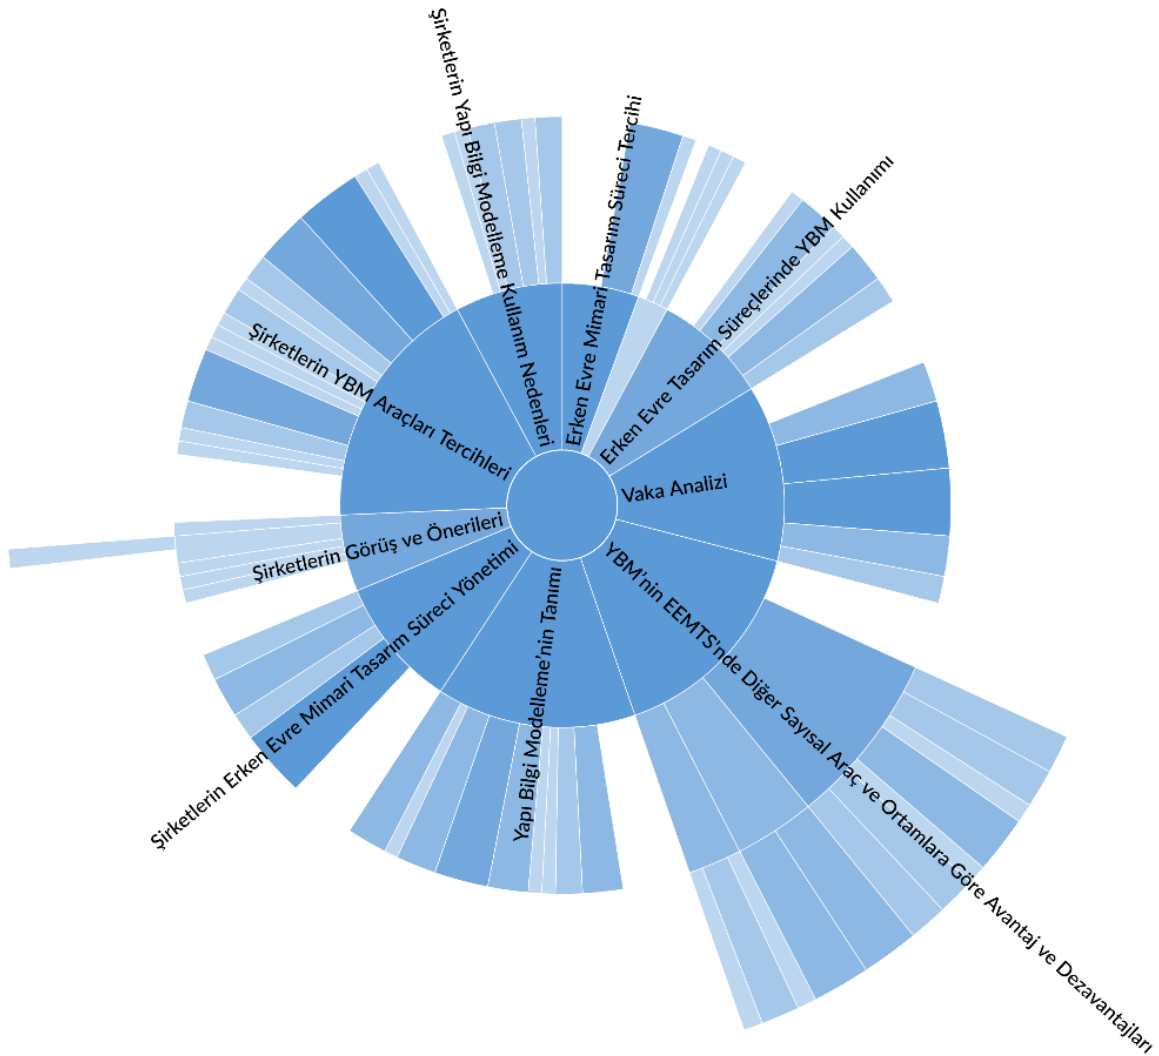 Şirketlerin Yapı Bilgi Modelleme Kullanım Nedenleri
Erken Evre Mimari Tasarım Süreci Tercihi
Erken Evre Tasarım Süreçlerinde YBM Kullanımı
Vaka Analizi
YBM'nin EEMTS'nde Diğer Sayısal Araç ve Ortamlara Göre Avantaj ve Dezavantajları
Yapı Bilgi Modelleme'nin Tanımı
Şirketlerin Erken Evre Mimari Tasarım Süreci Yönetimi
Şirketlerin Görüş ve Önerileri
Şirketlerin YBM Araçları Tercihleri